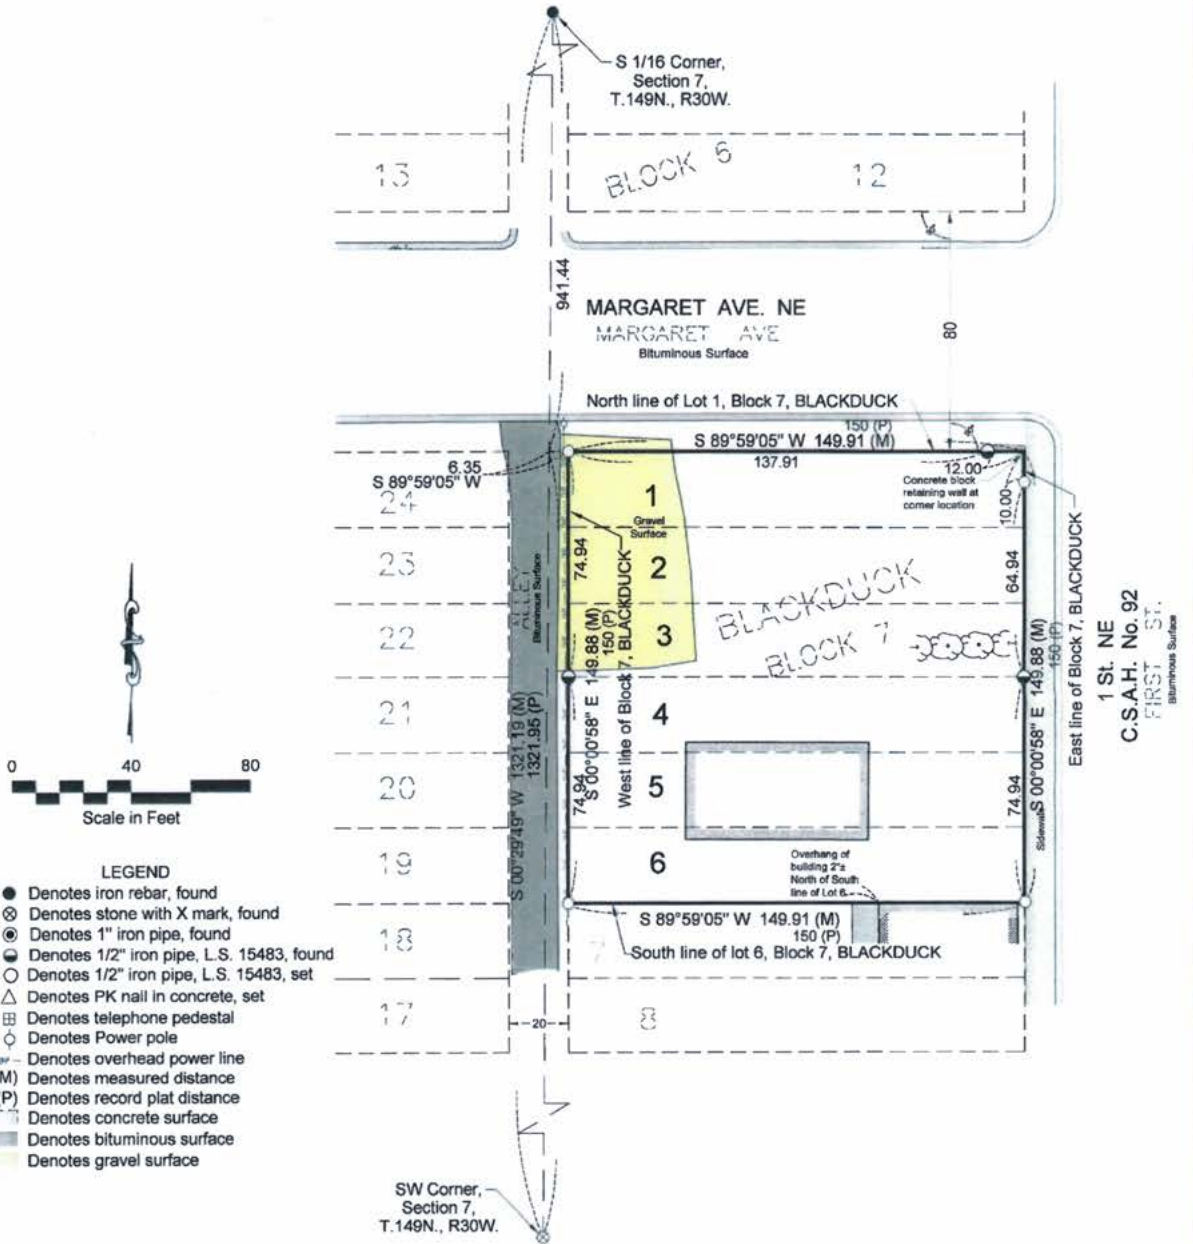 S 1/16 Corner,
Section 7,
T.149N., R30W.
13
BLOCK 6
12
941.44
MARGARET AVE. NE
MARGARET AVE
Bituminous Surface
80
North line of Lot 1, Block 7, BLACKDUCK
150 (P)
S 89°59'05" W 149.91 (M)
137.91
12.00
6.35
S 89°59'05" W
Concrete block
retaining wall at
corner location
10.00
24
23
22
21
20
19
18
17
1
Gravel
Surface
2
3
4
5
6
7
8
ALLEY
Bituminous Surface
74.94
S 00°00'58" E 149.88 (M)
150 (P)
West line of Block 7, BLACKDUCK
74.94
S 00°29'49" W 1321.19 (M)
1321.95 (P)
BLACKDUCK
BLOCK 7
64.94
74.94
S 00°00'58" E 149.88 (M)
150 (P)
Sidewalk
East line of Block 7, BLACKDUCK
1 St. NE
C.S.A.H. No. 92
FIRST ST.
Bituminous Surface
Overhang of
building 2"±
North of South
line of Lot 6
S 89°59'05" W 149.91 (M)
150 (P)
South line of lot 6, Block 7, BLACKDUCK
20
0 40 80
Scale in Feet
LEGEND
Denotes iron rebar, found
Denotes stone with X mark, found
Denotes 1" iron pipe, found
Denotes 1/2" iron pipe, L.S. 15483, found
Denotes 1/2" iron pipe, L.S. 15483, set
Denotes PK nail in concrete, set
Denotes telephone pedestal
Denotes Power pole
Denotes overhead power line
(M) Denotes measured distance
(P) Denotes record plat distance
Denotes concrete surface
Denotes bituminous surface
Denotes gravel surface
SW Corner,
Section 7,
T.149N., R30W.